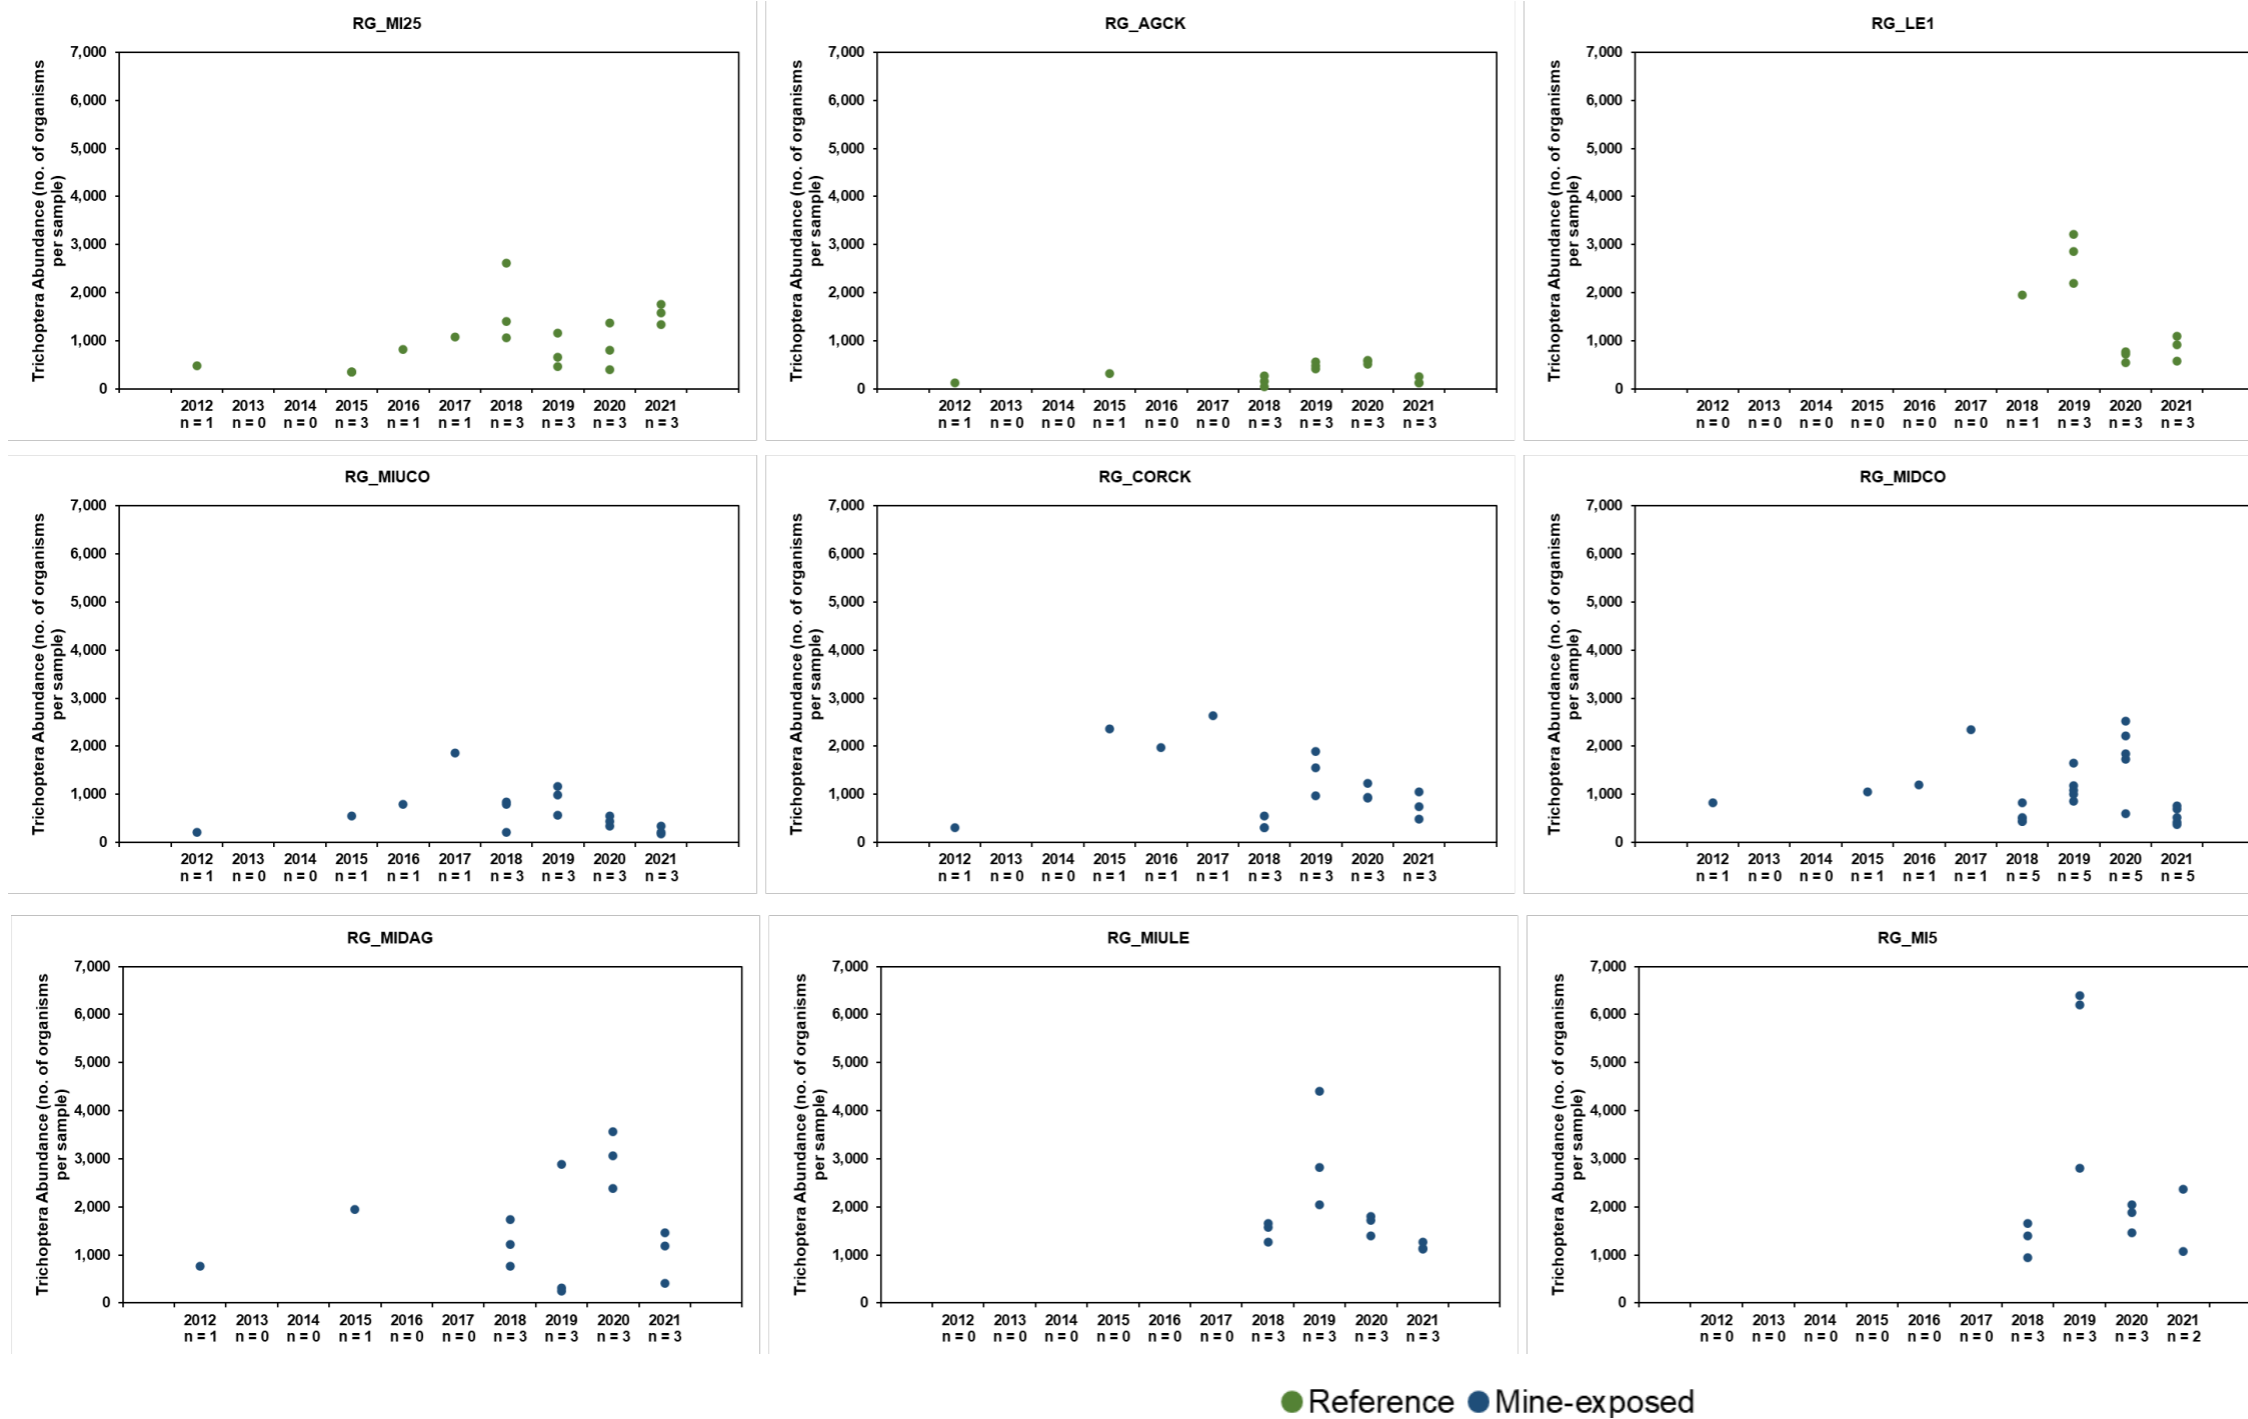 RG_MI25
Trichoptera Abundance (no. of organisms
per sample)
7,000
6,000
5,000
4,000
3,000
2,000
1,000
0
2012 2013 2014 2015 2016 2017 2018 2019 2020 2021
n = 1 n = 0 n = 0 n = 3 n = 1 n = 1 n = 3 n = 3 n = 3 n = 3
RG_AGCK
Trichoptera Abundance (no. of organisms
per sample)
7,000
6,000
5,000
4,000
3,000
2,000
1,000
0
2012 2013 2014 2015 2016 2017 2018 2019 2020 2021
n = 1 n = 0 n = 0 n = 1 n = 0 n = 0 n = 3 n = 3 n = 3 n = 3
RG_LE1
Trichoptera Abundance (no. of organisms
per sample)
7,000
6,000
5,000
4,000
3,000
2,000
1,000
0
2012 2013 2014 2015 2016 2017 2018 2019 2020 2021
n = 0 n = 0 n = 0 n = 0 n = 0 n = 0 n = 1 n = 3 n = 3 n = 3
RG_MIUCO
Trichoptera Abundance (no. of organisms
per sample)
7,000
6,000
5,000
4,000
3,000
2,000
1,000
0
2012 2013 2014 2015 2016 2017 2018 2019 2020 2021
n = 1 n = 0 n = 0 n = 1 n = 1 n = 1 n = 3 n = 3 n = 3 n = 3
RG_CORCK
Trichoptera Abundance (no. of organisms
per sample)
7,000
6,000
5,000
4,000
3,000
2,000
1,000
0
2012 2013 2014 2015 2016 2017 2018 2019 2020 2021
n = 1 n = 0 n = 0 n = 1 n = 1 n = 1 n = 3 n = 3 n = 3 n = 3
RG_MIDCO
Trichoptera Abundance (no. of organisms
per sample)
7,000
6,000
5,000
4,000
3,000
2,000
1,000
0
2012 2013 2014 2015 2016 2017 2018 2019 2020 2021
n = 1 n = 0 n = 0 n = 1 n = 1 n = 1 n = 5 n = 5 n = 5 n = 5
RG_MIDAG
Trichoptera Abundance (no. of organisms
per sample)
7,000
6,000
5,000
4,000
3,000
2,000
1,000
0
2012 2013 2014 2015 2016 2017 2018 2019 2020 2021
n = 1 n = 0 n = 0 n = 1 n = 0 n = 0 n = 3 n = 3 n = 3 n = 3
RG_MIULE
Trichoptera Abundance (no. of organisms
per sample)
7,000
6,000
5,000
4,000
3,000
2,000
1,000
0
2012 2013 2014 2015 2016 2017 2018 2019 2020 2021
n = 0 n = 0 n = 0 n = 0 n = 0 n = 0 n = 3 n = 3 n = 3 n = 3
RG_MI5
Trichoptera Abundance (no. of organisms
per sample)
7,000
6,000
5,000
4,000
3,000
2,000
1,000
0
2012 2013 2014 2015 2016 2017 2018 2019 2020 2021
n = 0 n = 0 n = 0 n = 0 n = 0 n = 0 n = 3 n = 3 n = 3 n = 2
Reference Mine-exposed